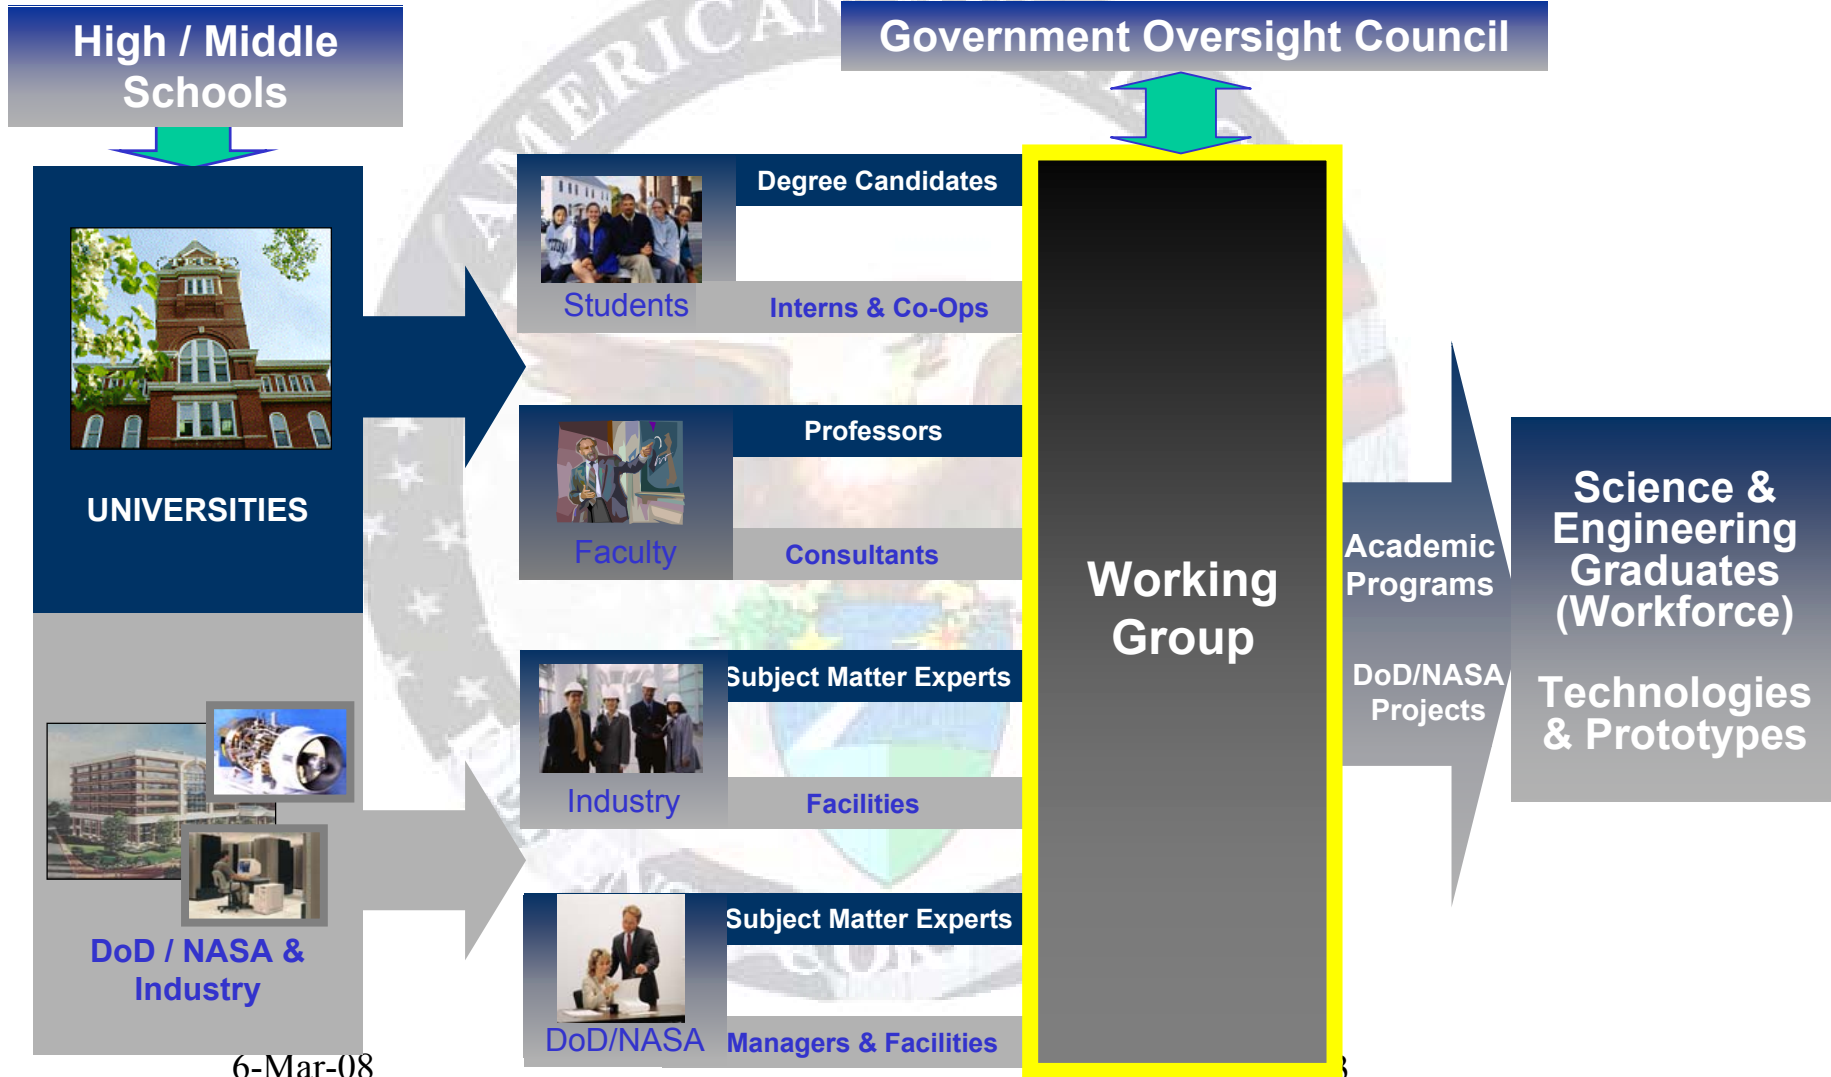 High / Middle
Schools
Government Oversight Council
AMERICAN
UNIVERSITIES
DoD / NASA &
Industry
Students
Degree Candidates
Interns & Co-Ops
Faculty
Professors
Consultants
Industry
Subject Matter Experts
Facilities
DoD/NASA
Subject Matter Experts
Managers & Facilities
Working
Group
Academic
Programs
DoD/NASA
Projects
Science &
Engineering
Graduates
(Workforce)
Technologies
& Prototypes
6-Mar-08